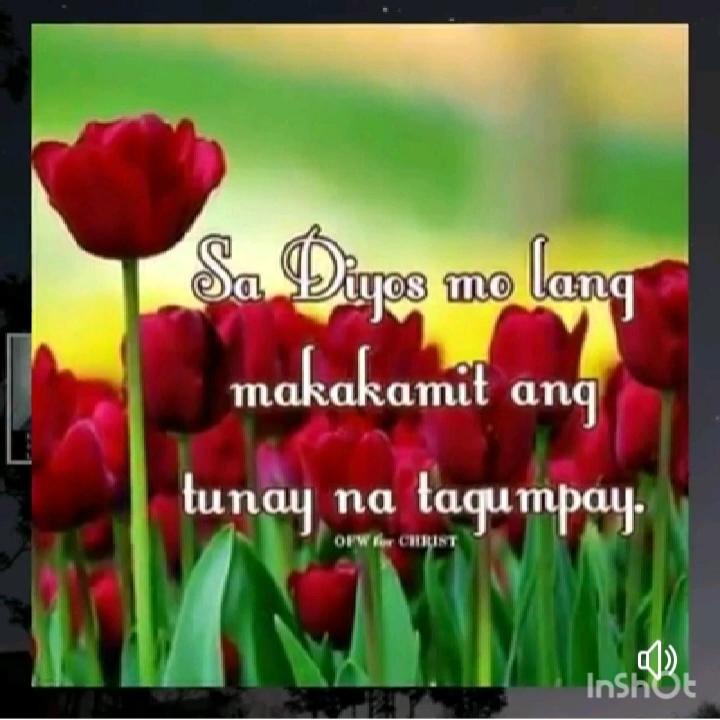 Sa Diyos mo lang
makakamit ang
tunay na tagumpay.
OFW for CHRIST
InShOt